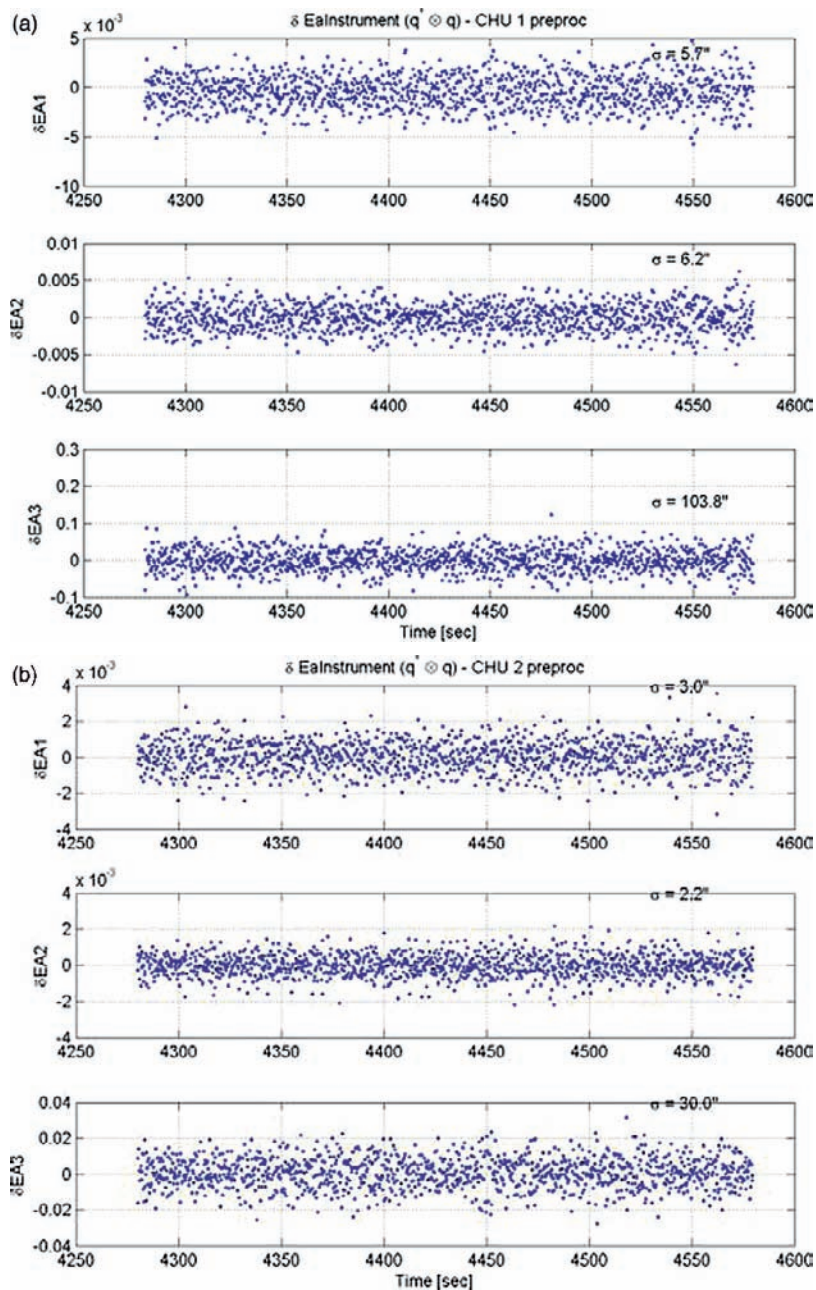 (a)
x 10⁻³
δ EaInstrument (q* ⊗ q) - CHU 1 preproc
5
0
-5
-10
δEA1
σ = 5.7"
4250 4300 4350 4400 4450 4500 4550 4600
0.01
0.005
0
-0.005
-0.01
δEA2
σ = 6.2"
4250 4300 4350 4400 4450 4500 4550 4600
0.3
0.2
0.1
0
-0.1
δEA3
σ = 103.8"
4250 4300 4350 4400 4450 4500 4550 4600
Time [sec]
(b)
x 10⁻³
δ EaInstrument (q* ⊗ q) - CHU 2 preproc
4
2
0
-2
-4
δEA1
σ = 3.0"
4250 4300 4350 4400 4450 4500 4550 4600
x 10⁻³
4
2
0
-2
-4
δEA2
σ = 2.2"
4250 4300 4350 4400 4450 4500 4550 4600
0.04
0.02
0
-0.02
-0.04
δEA3
σ = 30.0"
4250 4300 4350 4400 4450 4500 4550 4600
Time [sec]